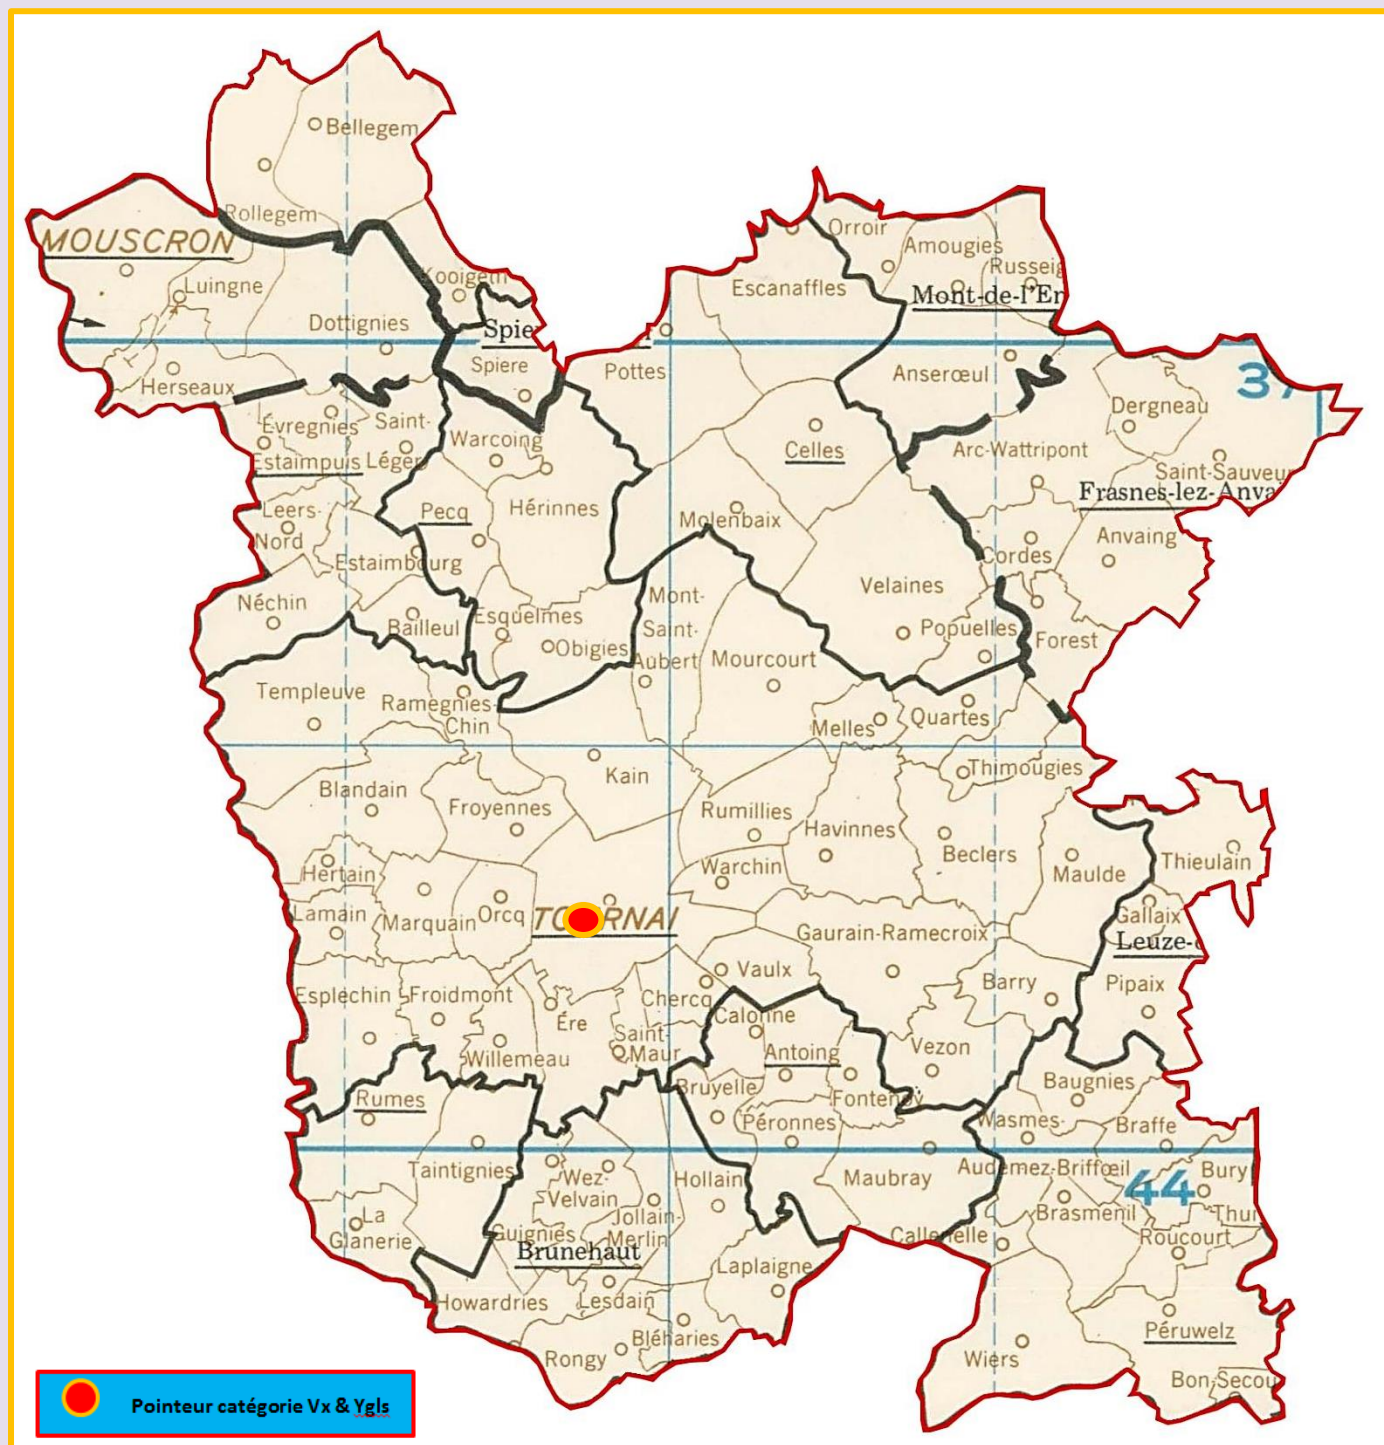 Bellegem
Rollegem
MOUSCRON
Luingne
Kooigem
Dottignies
Herseaux
Spiere
Pottes
Escanaffles
Orroir
Amougies
Russeig
Mont-de-l'En
Anserœul
37
Dergneau
Évregnies
Saint-
Léger
Estaimpuis
Warcoing
Celles
Arc-Wattripont
Saint-Sauveur
Frasnes-lez-Anva
Leers-
Nord
Pecq
Hérinnes
Molenbaix
Cordes
Anvaing
Estaimbourg
Velaines
Néchin
Bailleul
Esquelmes
Obigies
Mont-
Saint-
Aubert
Mourcourt
Popuelles
Forest
Templeuve
Ramegnies-
Chin
Melles
Quartes
Kain
Thimougies
Blandain
Froyennes
Rumillies
Havinnes
Beclers
Maulde
Thieulain
Hertain
Warchin
Lamain
Marquain
Orcq
TOURNAI
Gaurain-Ramecroix
Gallaix
Leuze-
Vaulx
Barry
Pipaix
Esplechin
Froidmont
Ére
Chercq
Calonne
Willemeau
Saint-
Maur
Antoing
Vezon
Rumes
Bruyelle
Fontenoy
Baugnies
Péronnes
Wasmes-
Audemez-Briffœil
Braffe
Taintignies
Wez-
Velvain
Hollain
Maubray
44
Bury
La
Glanerie
Guignies
Jollain-
Merlin
Brasmenil
Thui
Brunehaut
Callenelle
Roucourt
Laplaigne
Howardries
Lesdain
Bléharies
Rongy
Wiers
Péruwelz
Bon-Secou
Pointeur catégorie Vx & Ygls